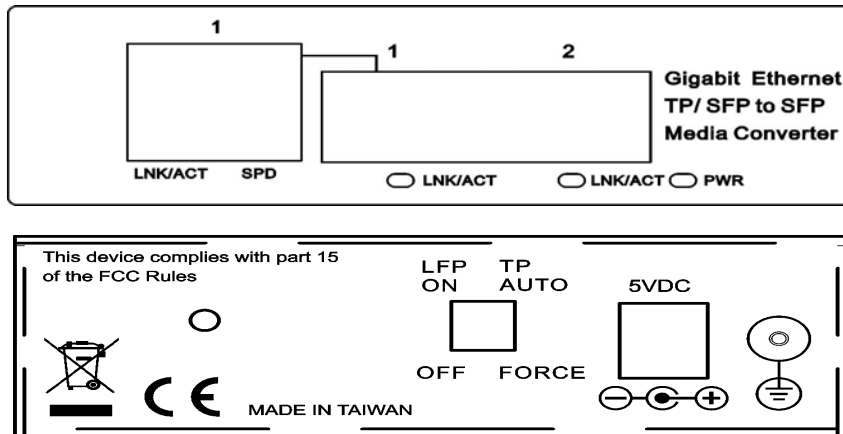 1
1 2
Gigabit Ethernet
TP/ SFP to SFP
Media Converter
LNK/ACT SPD
LNK/ACT LNK/ACT PWR
This device complies with part 15
of the FCC Rules
LFP TP
ON AUTO
5VDC
OFF FORCE
CE
MADE IN TAIWAN